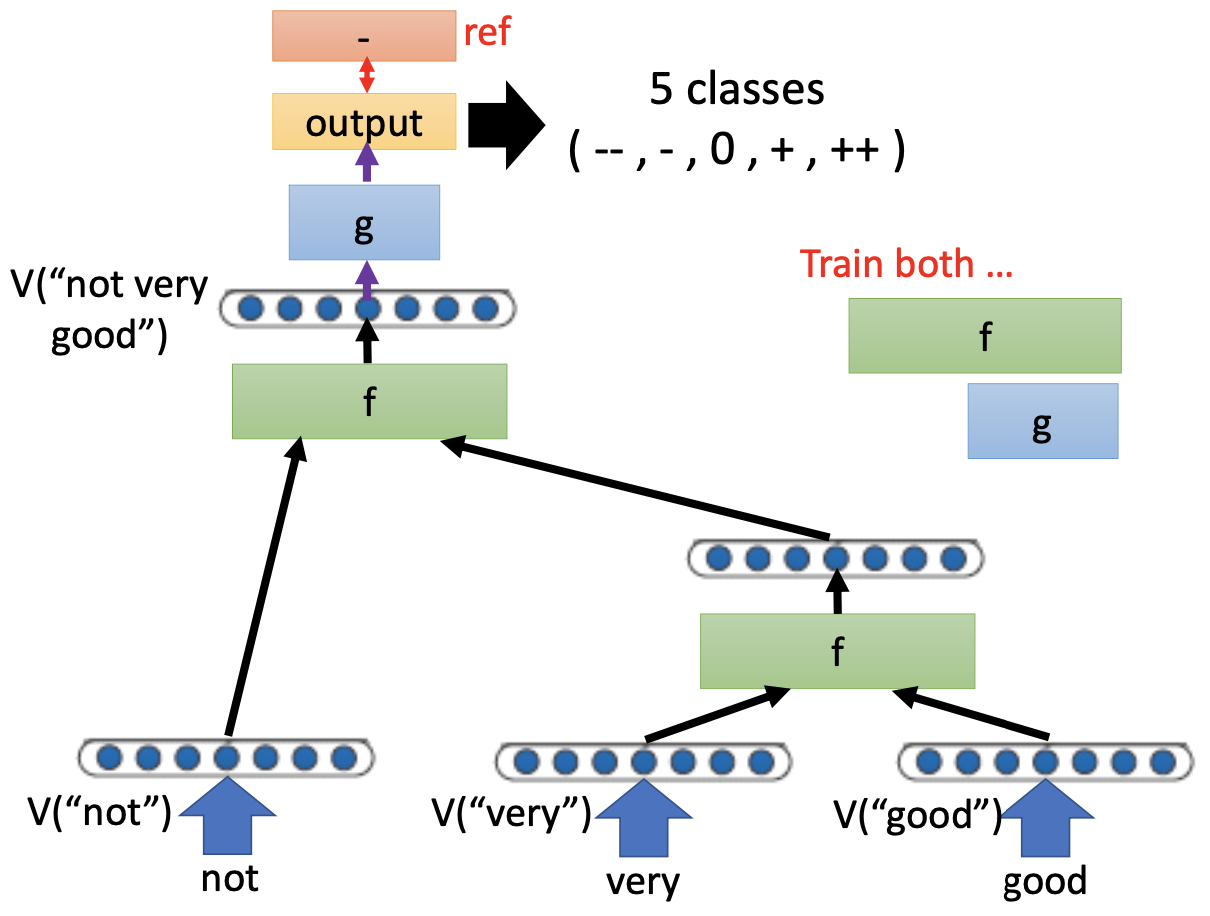 -
ref
output
5 classes
( -- , - , 0 , + , ++ )
g
V(“not very
good”)
f
Train both ...
f
g
f
V(“not”)
V(“very”)
V(“good”)
not
very
good